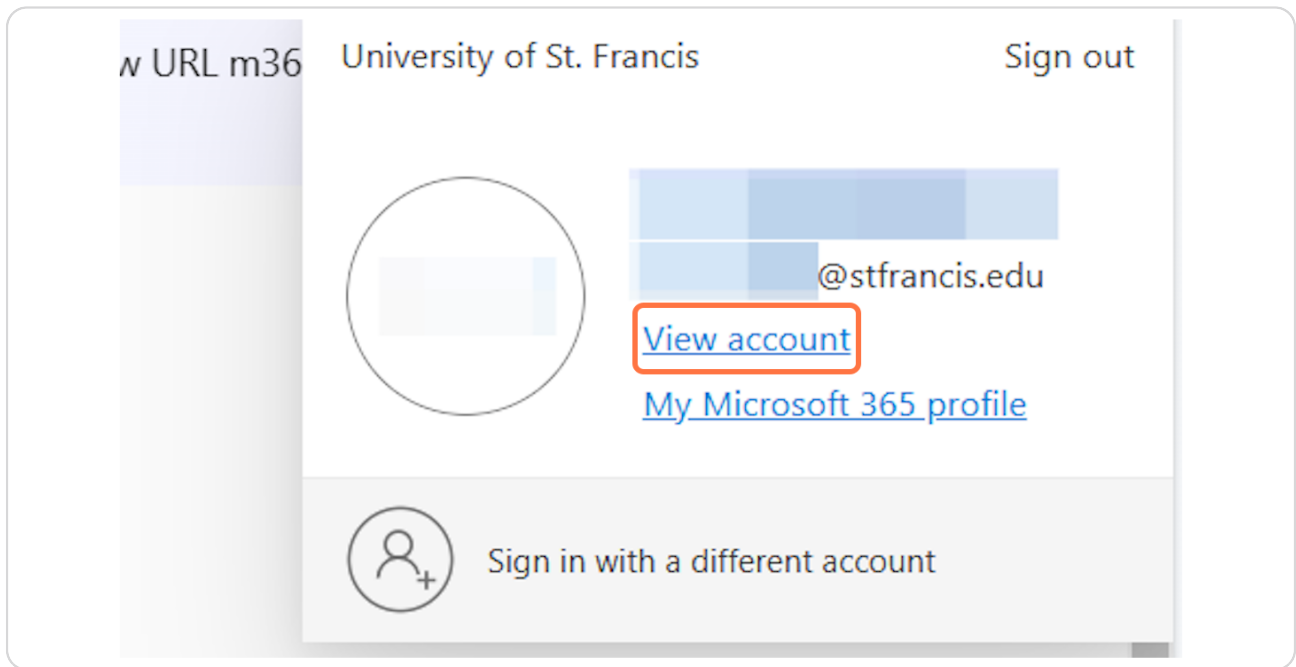 URL m36
University of St. Francis
Sign out
@stfrancis.edu
View account
My Microsoft 365 profile
Sign in with a different account